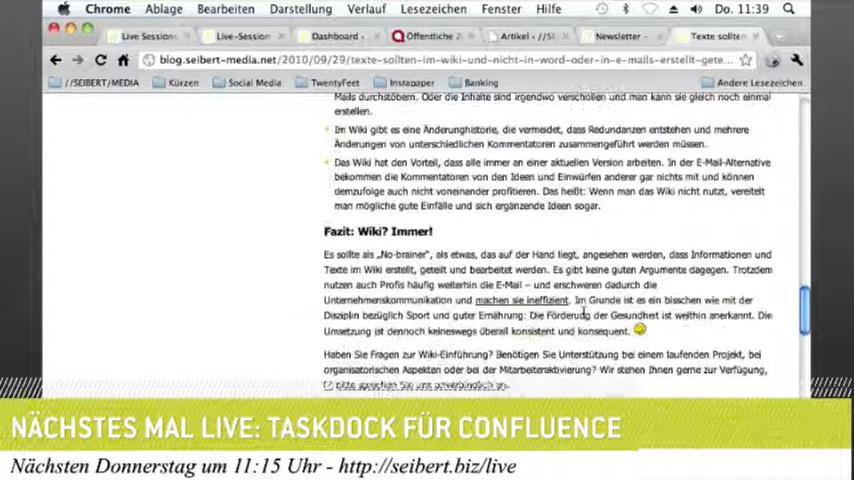 Chrome Ablage Bearbeiten Darstellung Verlauf Lesezeichen Fenster Hilfe Do. 11:39
Live Session Live-Session Dashboard - Öffentliche Artikel - //SE Newsletter - Texte sollten
blog.seibert-media.net/2010/09/29/texte-sollten-im-wiki-und-nicht-in-word-oder-in-e-mails-erstellt-gete...
//SEIBERT/MEDIA Kürzen Social Media TwentyFeet Instapaper Banking Andere Lesezeichen
Mails durchstöbern. Oder die Inhalte sind irgendwo verschollen und man kann sie gleich noch einmal
erstellen.
Im Wiki gibt es eine Änderunghistorie, die vermeidet, dass Redundanzen entstehen und mehrere
Änderungen von unterschiedlichen Kommentatoren zusammengeführt werden müssen.
Das Wiki hat den Vorteil, dass alle immer an einer aktuellen Version arbeiten. In der E-Mail-Alternative
bekommen die Kommentatoren von den Ideen und Einwürfen anderer gar nichts mit und können
demzufolge auch nicht voneinander profitieren. Das heißt: Wenn man das Wiki nicht nutzt, vereitelt
man mögliche gute Einfälle und sich ergänzende Ideen sogar.
Fazit: Wiki? Immer!
Es sollte als „No-brainer", als etwas, das auf der Hand liegt, angesehen werden, dass Informationen und
Texte im Wiki erstellt, geteilt und bearbeitet werden. Es gibt keine guten Argumente dagegen. Trotzdem
nutzen auch Profis häufig weiterhin die E-Mail – und erschweren dadurch die
Unternehmenskommunikation und machen sie ineffizient. Im Grunde ist es ein bisschen wie mit der
Disziplin bezüglich Sport und guter Ernährung: Die Förderung der Gesundheit ist weithin anerkannt. Die
Umsetzung ist dennoch keineswegs überall konsistent und konsequent.
Haben Sie Fragen zur Wiki-Einführung? Benötigen Sie Unterstützung bei einem laufenden Projekt, bei
organisatorischen Aspekten oder bei der Mitarbeiteraktivierung? Wir stehen Ihnen gerne zur Verfügung,
bitte sprechen Sie uns unverbindlich an.
NÄCHSTES MAL LIVE: TASKDOCK FÜR CONFLUENCE
Nächsten Donnerstag um 11:15 Uhr - http://seibert.biz/live